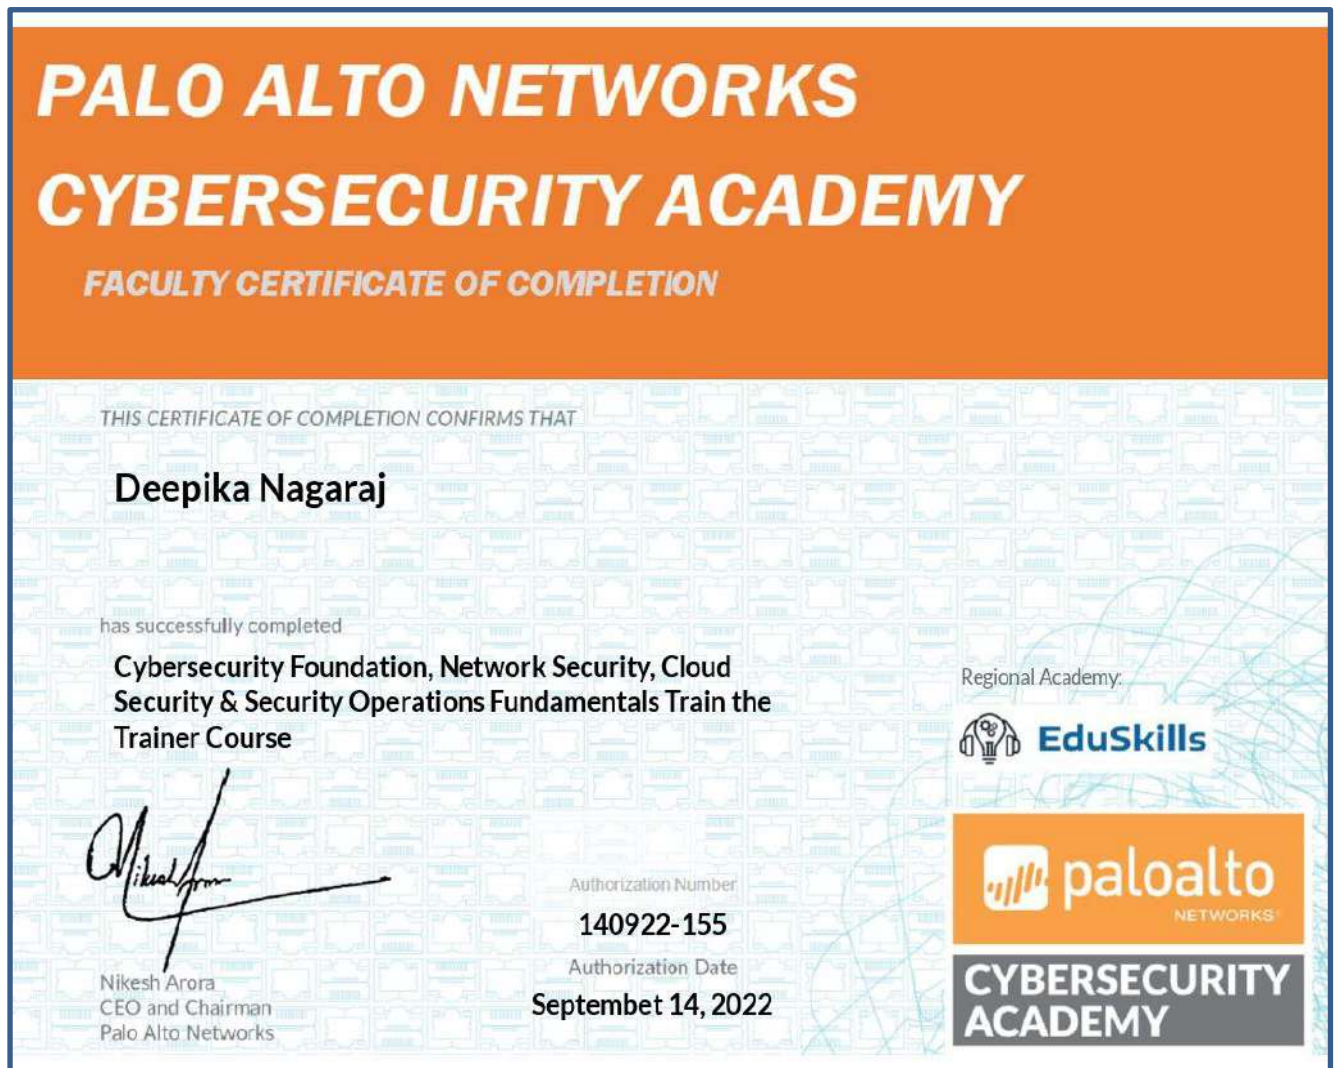 PALO ALTO NETWORKS
CYBERSECURITY ACADEMY
FACULTY CERTIFICATE OF COMPLETION
THIS CERTIFICATE OF COMPLETION CONFIRMS THAT
Deepika Nagaraj
has successfully completed
Cybersecurity Foundation, Network Security, Cloud
Security & Security Operations Fundamentals Train the
Trainer Course
Nikesh Arora
Nikesh Arora
CEO and Chairman
Palo Alto Networks
Authorization Number
140922-155
Authorization Date
Septembet 14, 2022
Regional Academy:
EduSkills
paloalto
NETWORKS
CYBERSECURITY
ACADEMY